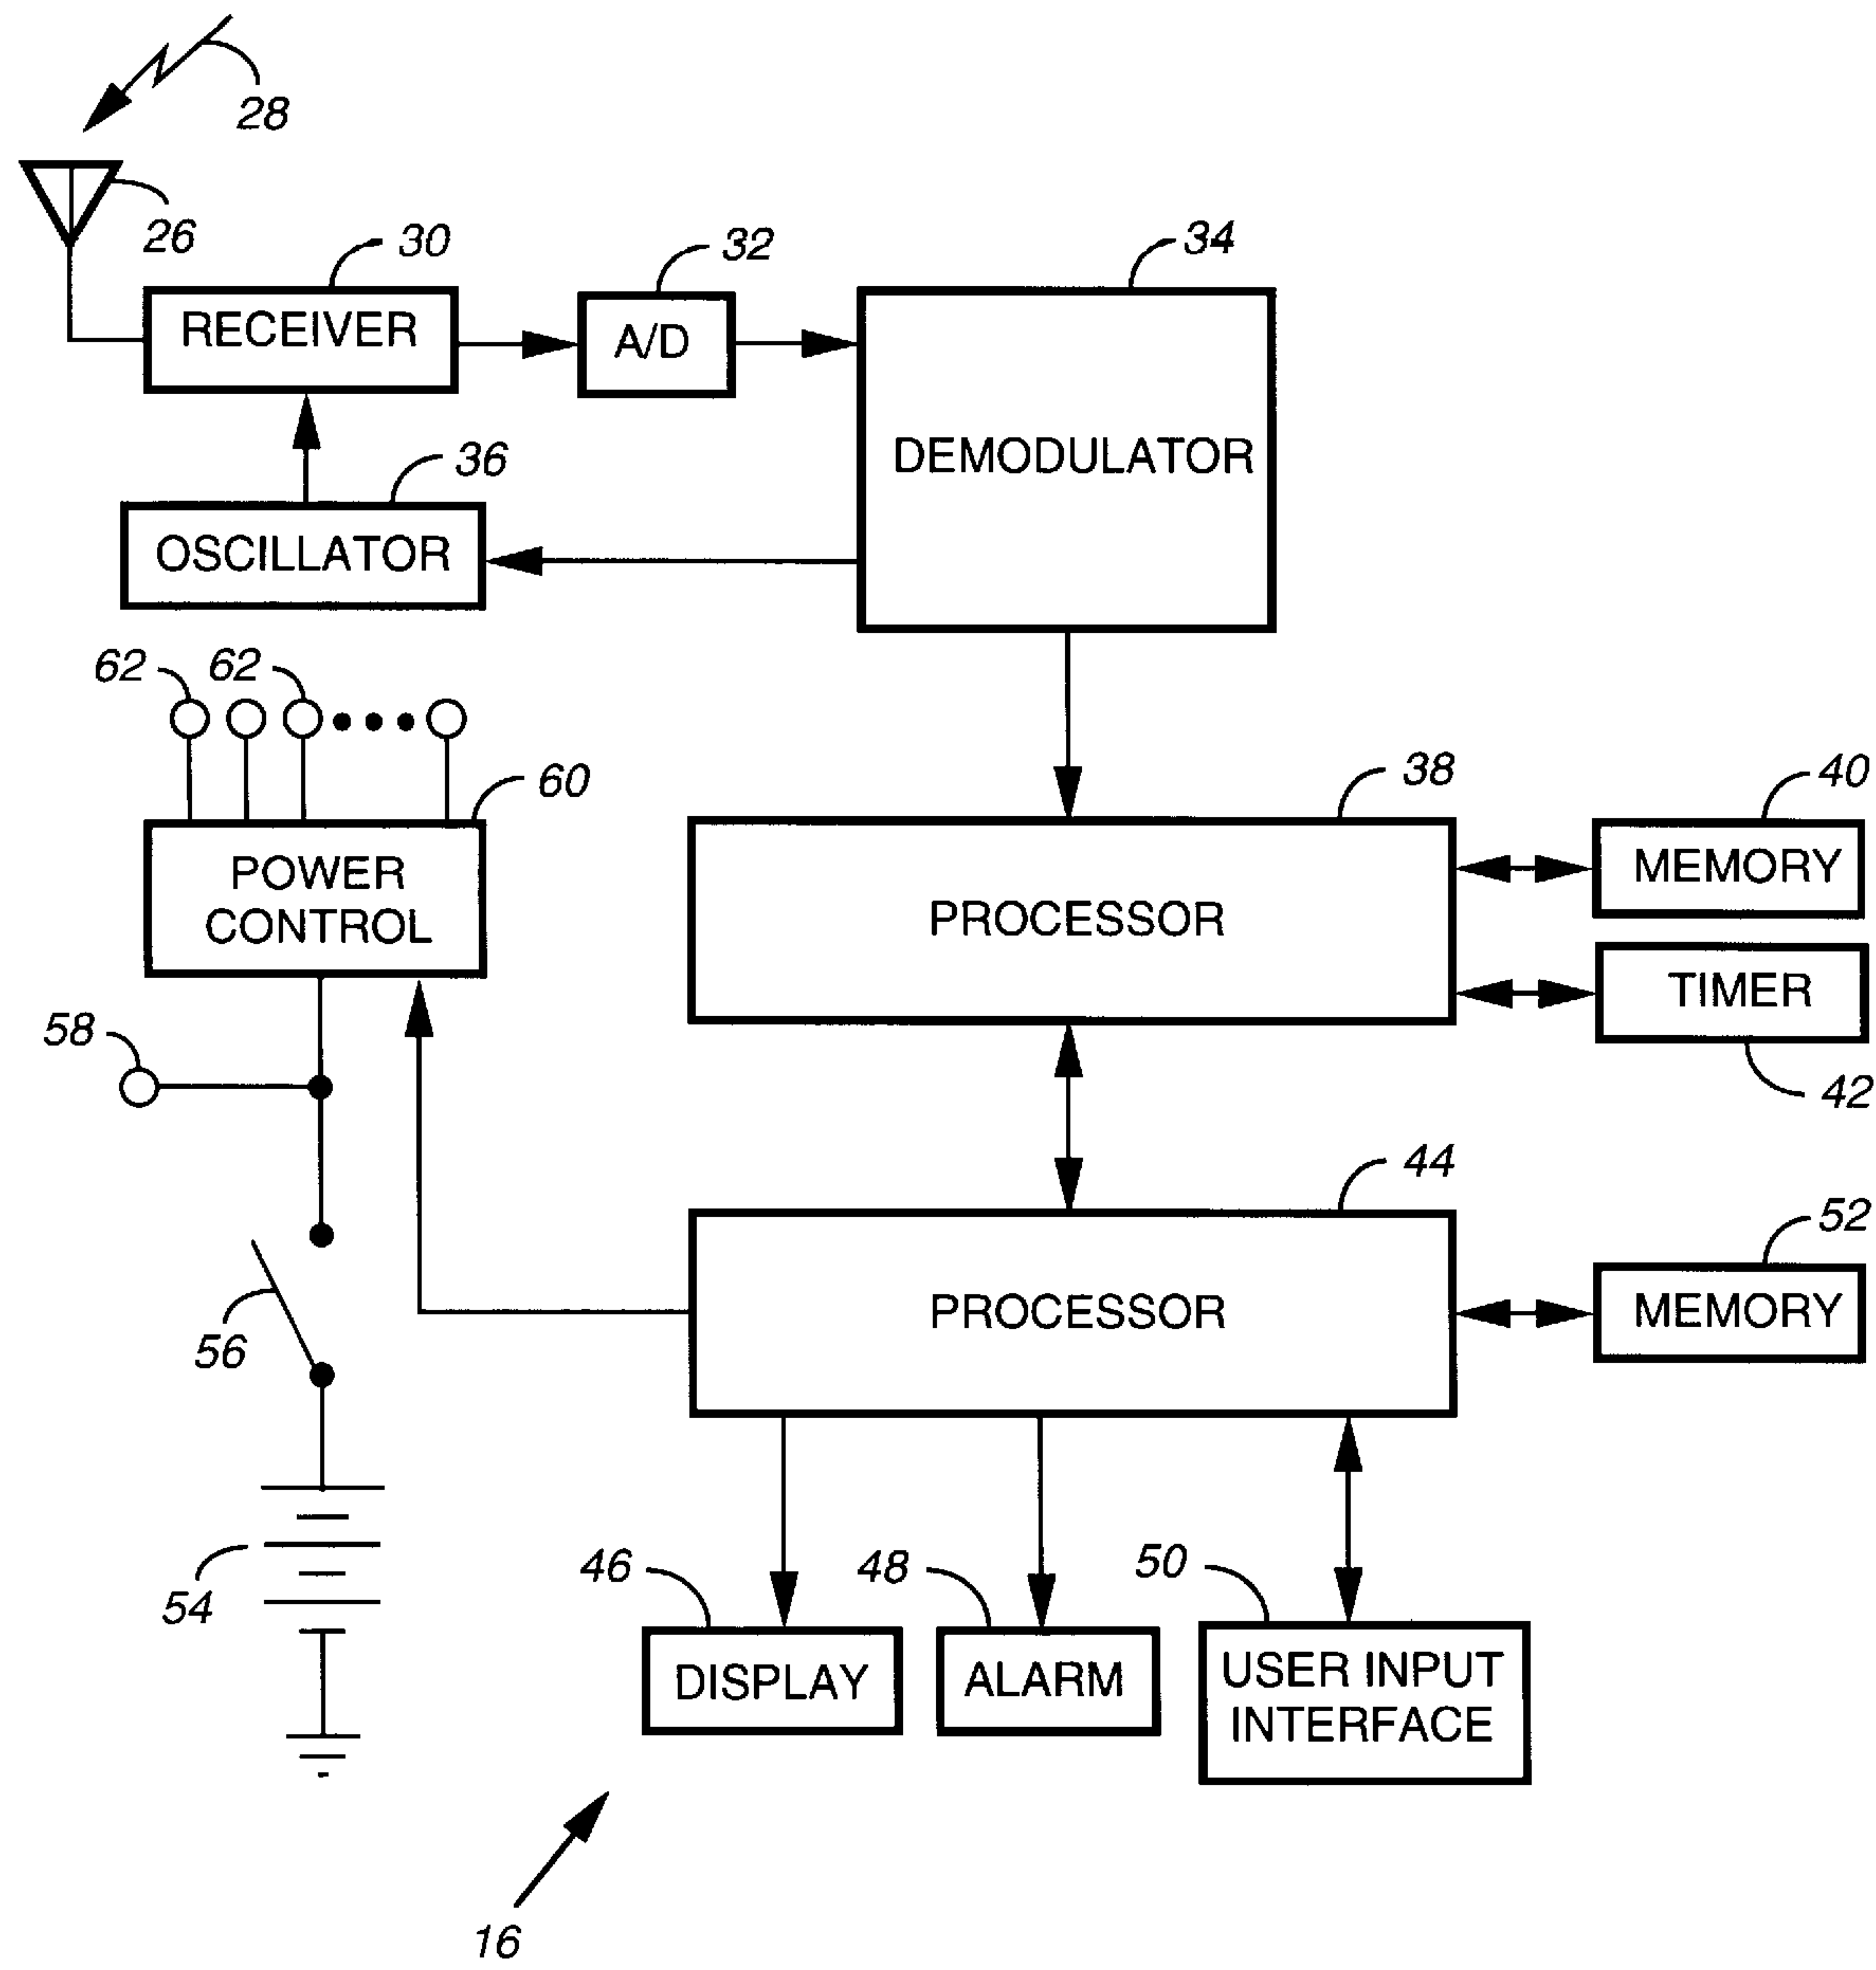 28
26
30
32
34
RECEIVER
A/D
DEMODULATOR
36
OSCILLATOR
62
62
60
38
40
POWER
CONTROL
PROCESSOR
MEMORY
TIMER
58
42
44
52
PROCESSOR
MEMORY
56
54
46
48
50
DISPLAY
ALARM
USER INPUT
INTERFACE
16